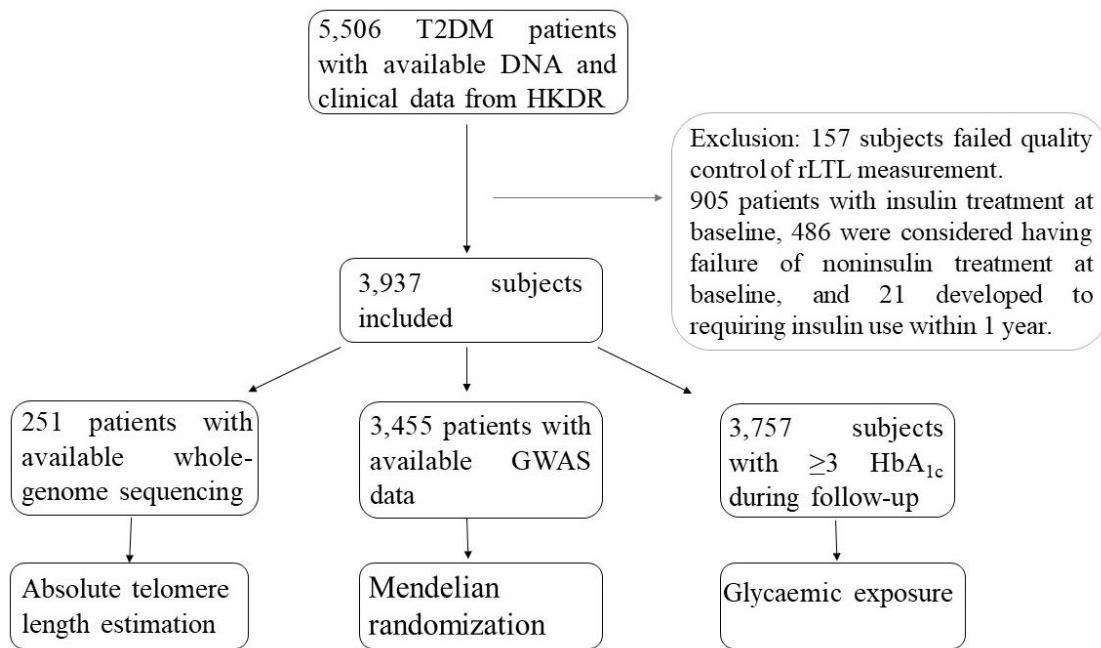 5,506 T2DM patients
with available DNA and
clinical data from HKDR
Exclusion: 157 subjects failed quality
control of rLTL measurement.
905 patients with insulin treatment at
baseline, 486 were considered having
failure of noninsulin treatment at
baseline, and 21 developed to
requiring insulin use within 1 year.
3,937 subjects
included
251 patients with
available whole-
genome sequencing
3,455 patients with
available GWAS
data
3,757 subjects
with ≥3 HbA1c
during follow-up
Absolute telomere
length estimation
Mendelian
randomization
Glycaemic exposure